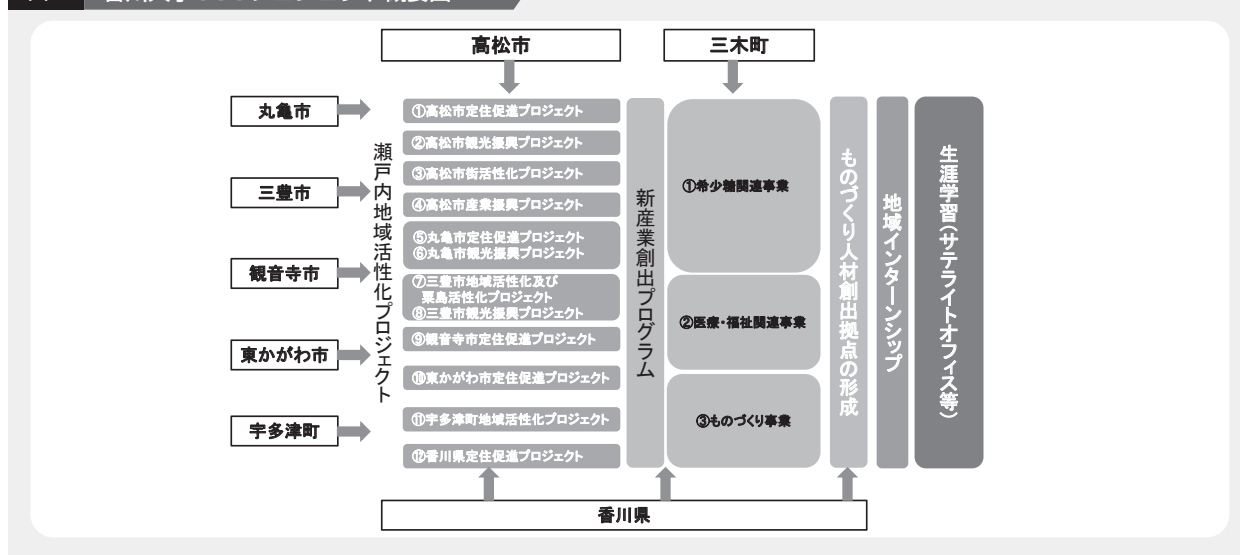 高松市
三木町
丸亀市
三豊市
観音寺市
東かがわ市
宇多津町
瀬戸内地域活性化プロジェクト
①高松市定住促進プロジェクト
②高松市観光振興プロジェクト
③高松市街活性化プロジェクト
④高松市産業振興プロジェクト
⑤丸亀市定住促進プロジェクト
⑥丸亀市観光振興プロジェクト
⑦三豊市地域活性化及び
粟島活性化プロジェクト
⑧三豊市観光振興プロジェクト
⑨観音寺市定住促進プロジェクト
⑩東かがわ市定住促進プロジェクト
⑪宇多津町地域活性化プロジェクト
⑫香川県定住促進プロジェクト
新産業創出プログラム
①希少糖関連事業
②医療・福祉関連事業
③ものづくり事業
ものづくり人材創出拠点の形成
地域インターンシップ
生涯学習(サテライトオフィス等)
香川県